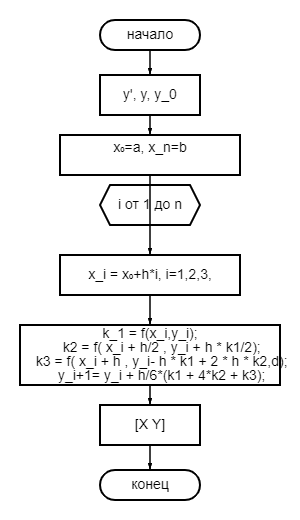 начало
y', y, y_0
x₀=a, x_n=b
i от 1 до n
x_i = x₀+h*i, i=1,2,3,
k_1 = f(x_i,y_i);
k2 = f( x_i + h/2 , y_i + h * k1/2);
k3 = f( x_i + h , y_i- h * k1 + 2 * h * k2,d);
y_i+1= y_i + h/6*(k1 + 4*k2 + k3);
[X Y]
конец